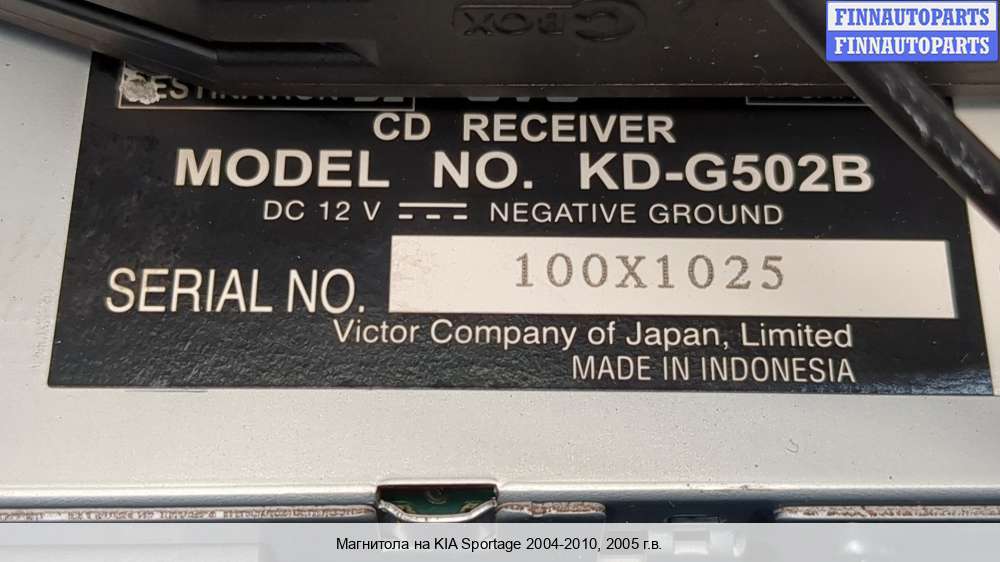 FINNAUTOPARTS
FINNAUTOPARTS
BOX
CD RECEIVER
MODEL NO. KD-G502B
DC 12 V NEGATIVE GROUND
SERIAL NO. 100X1025
Victor Company of Japan, Limited
MADE IN INDONESIA
Магнитола на KIA Sportage 2004-2010, 2005 г.в.